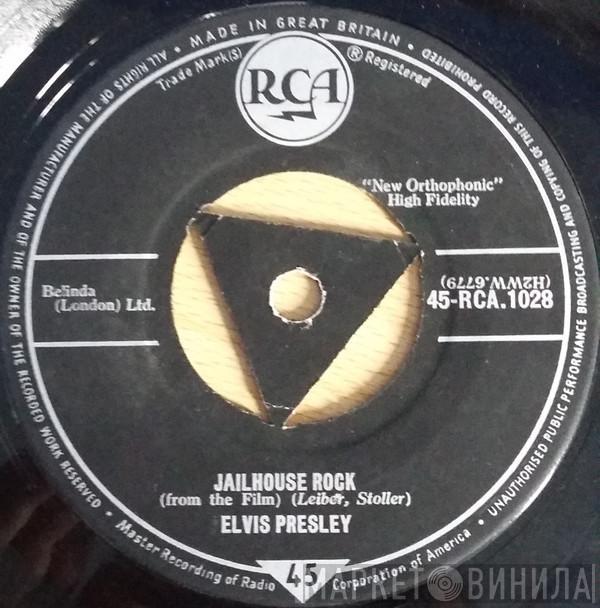 ALL RIGHTS OF THE MANUFACTURER AND OF THE OWNER OF THE RECORDED WORK RESERVED • MADE IN GREAT BRITAIN • UNAUTHORISED PUBLIC PERFORMANCE BROADCASTING AND COPYING OF THIS RECORD PROHIBITED
Trade Mark(s) ® Registered
RCA
"New Orthophonic"
High Fidelity
Belinda
(London) Ltd.
(H2WW.6779)
45-RCA.1028
JAILHOUSE ROCK
(from the Film) (Leiber, Stoller)
ELVIS PRESLEY
Master Recording of Radio Corporation of America
45
МАРКЕТ ВИНИЛА